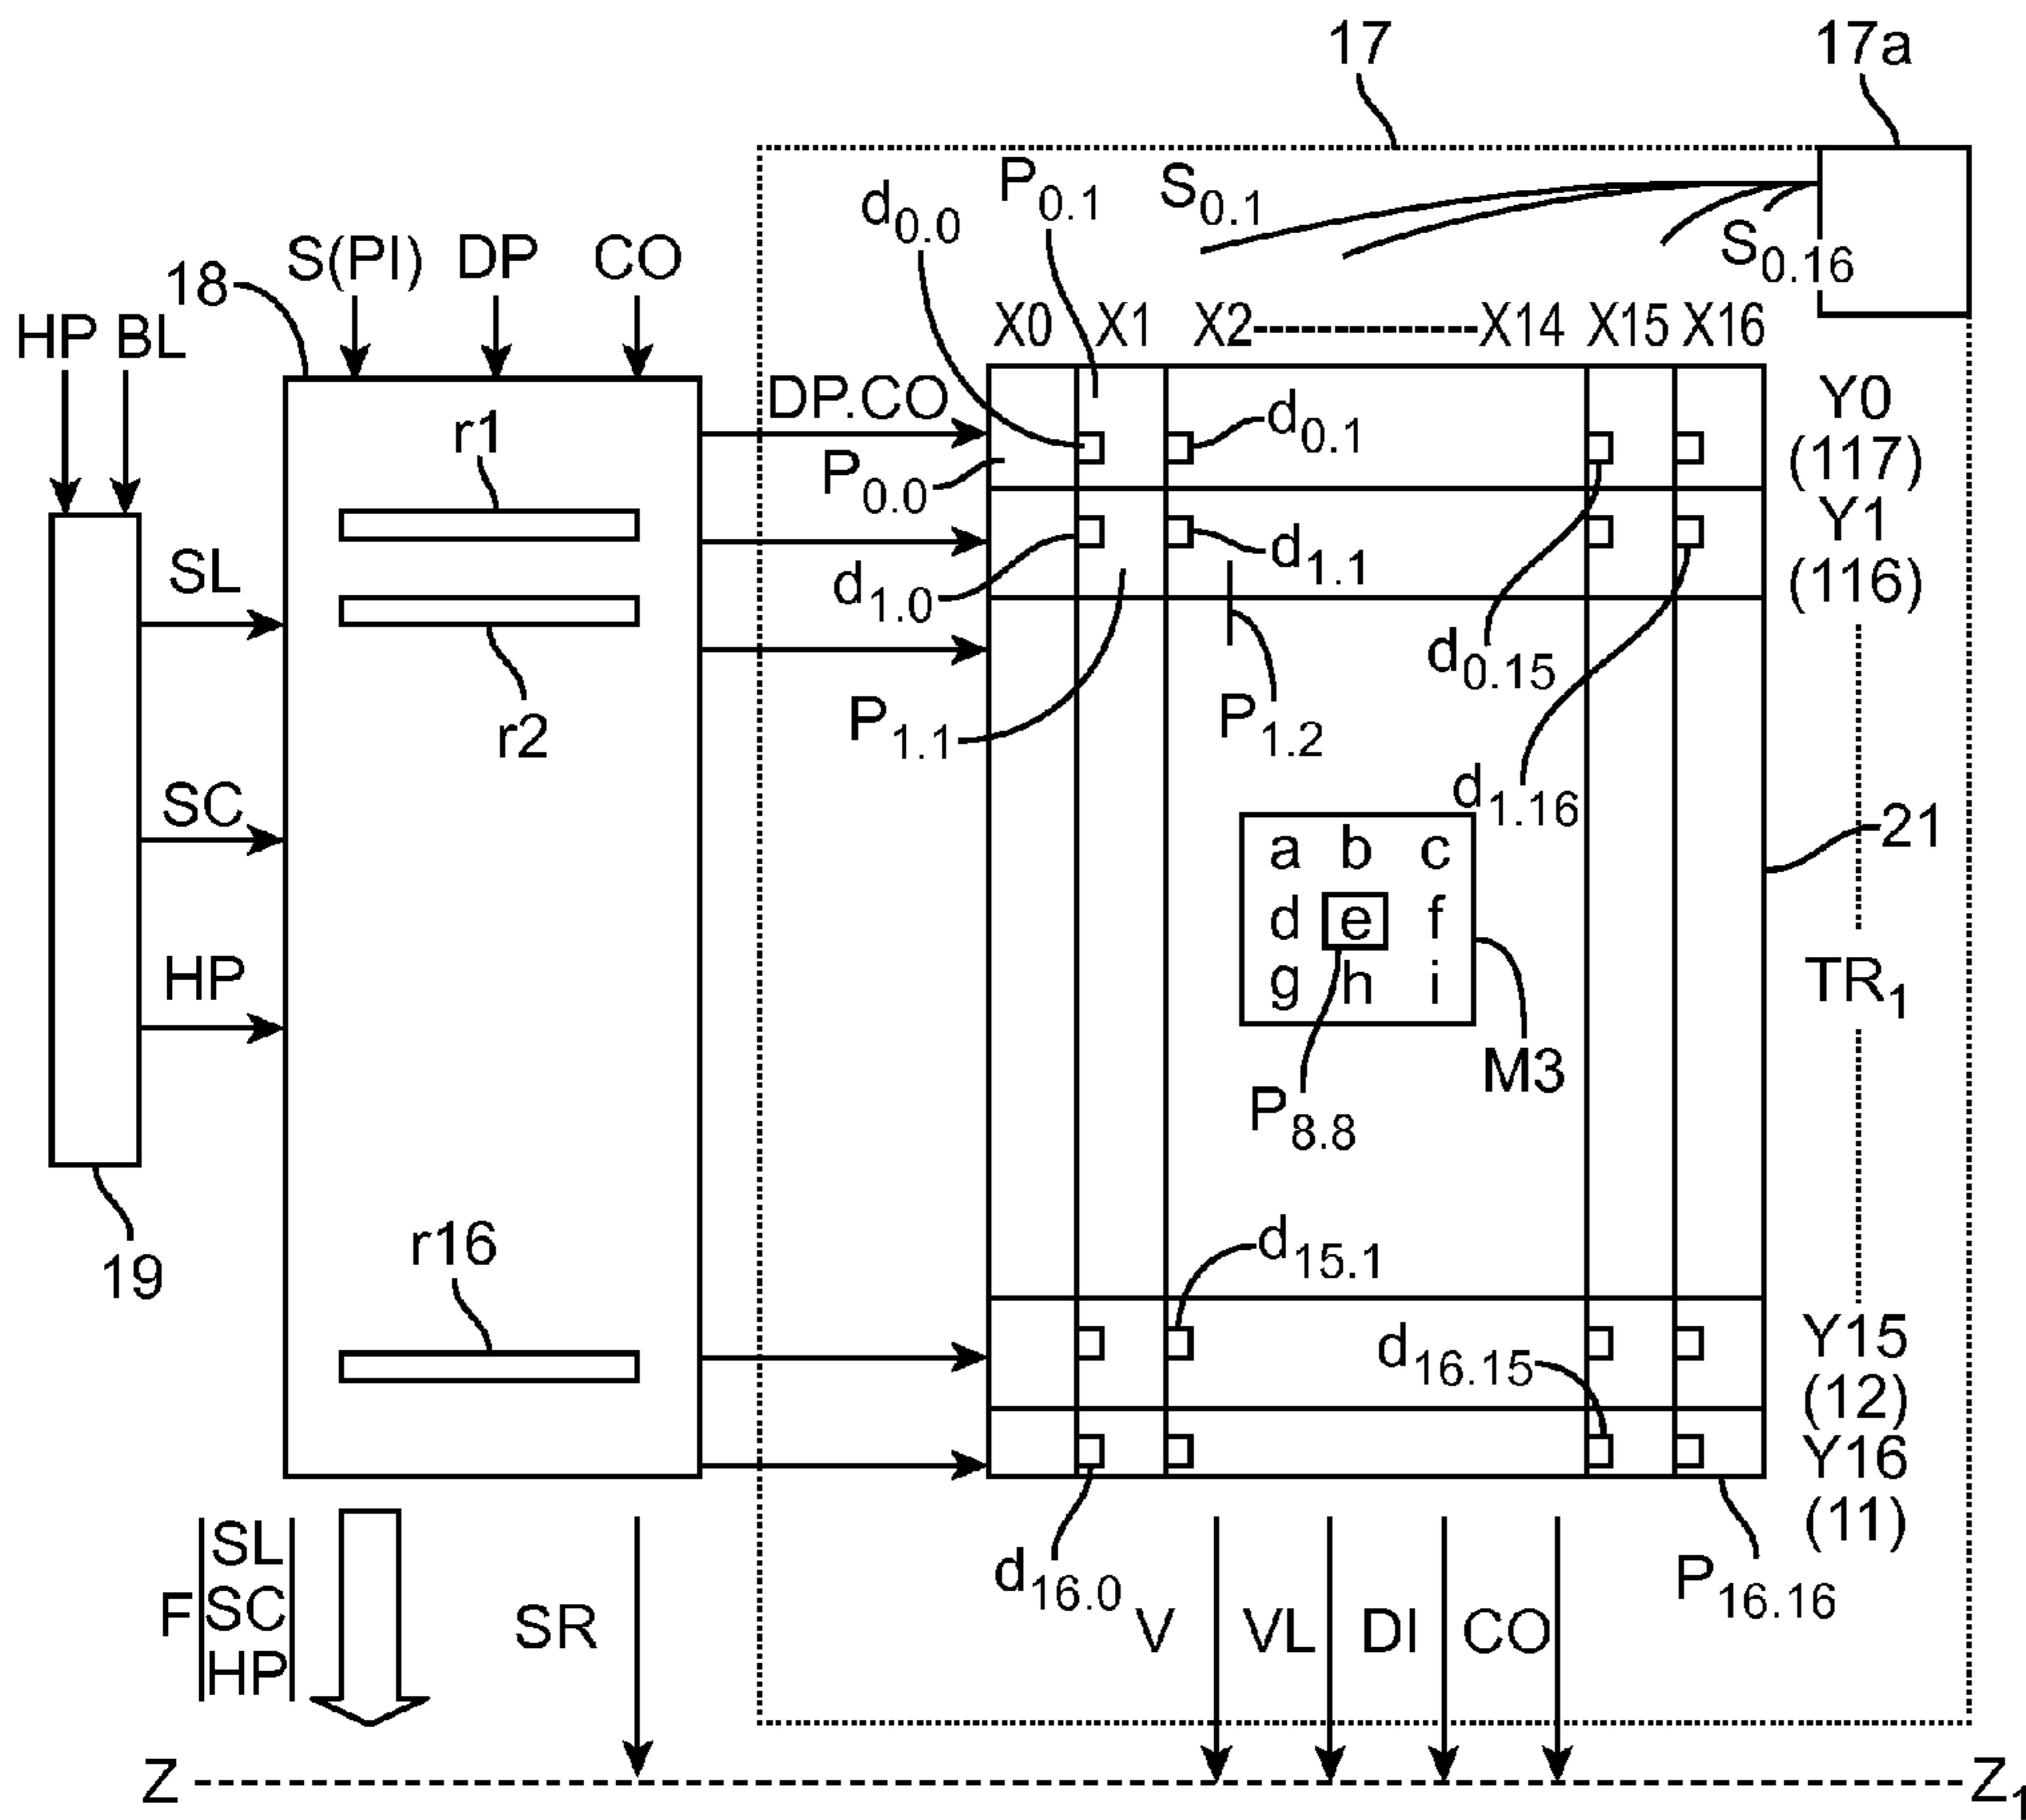 17 17a
P0.1 S0.1
d0.0
S(PI) DP CO S0.16
18
HP BL X0 X1 X2---------------X14 X15 X16
DP.CO d0.1 Y0
r1 (117)
P0.0
Y1
SL d1.1 (116)
d1.0
d0.15
r2 P1.1 P1.2
SC d1.16
a b c 21
d e f
HP g h i TR1
M3
P8.8
r16 d15.1
19
Y15
d16.15 (12)
Y16
(11)
SL
d16.0 P16.16
F SC SR V VL DI CO
HP
Z Z1